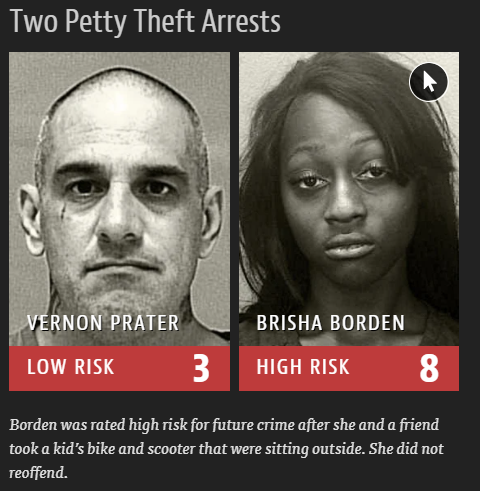 Two Petty Theft Arrests
VERNON PRATER
LOW RISK 3
BRISHA BORDEN
HIGH RISK 8
Borden was rated high risk for future crime after she and a friend
took a kid's bike and scooter that were sitting outside. She did not
reoffend.